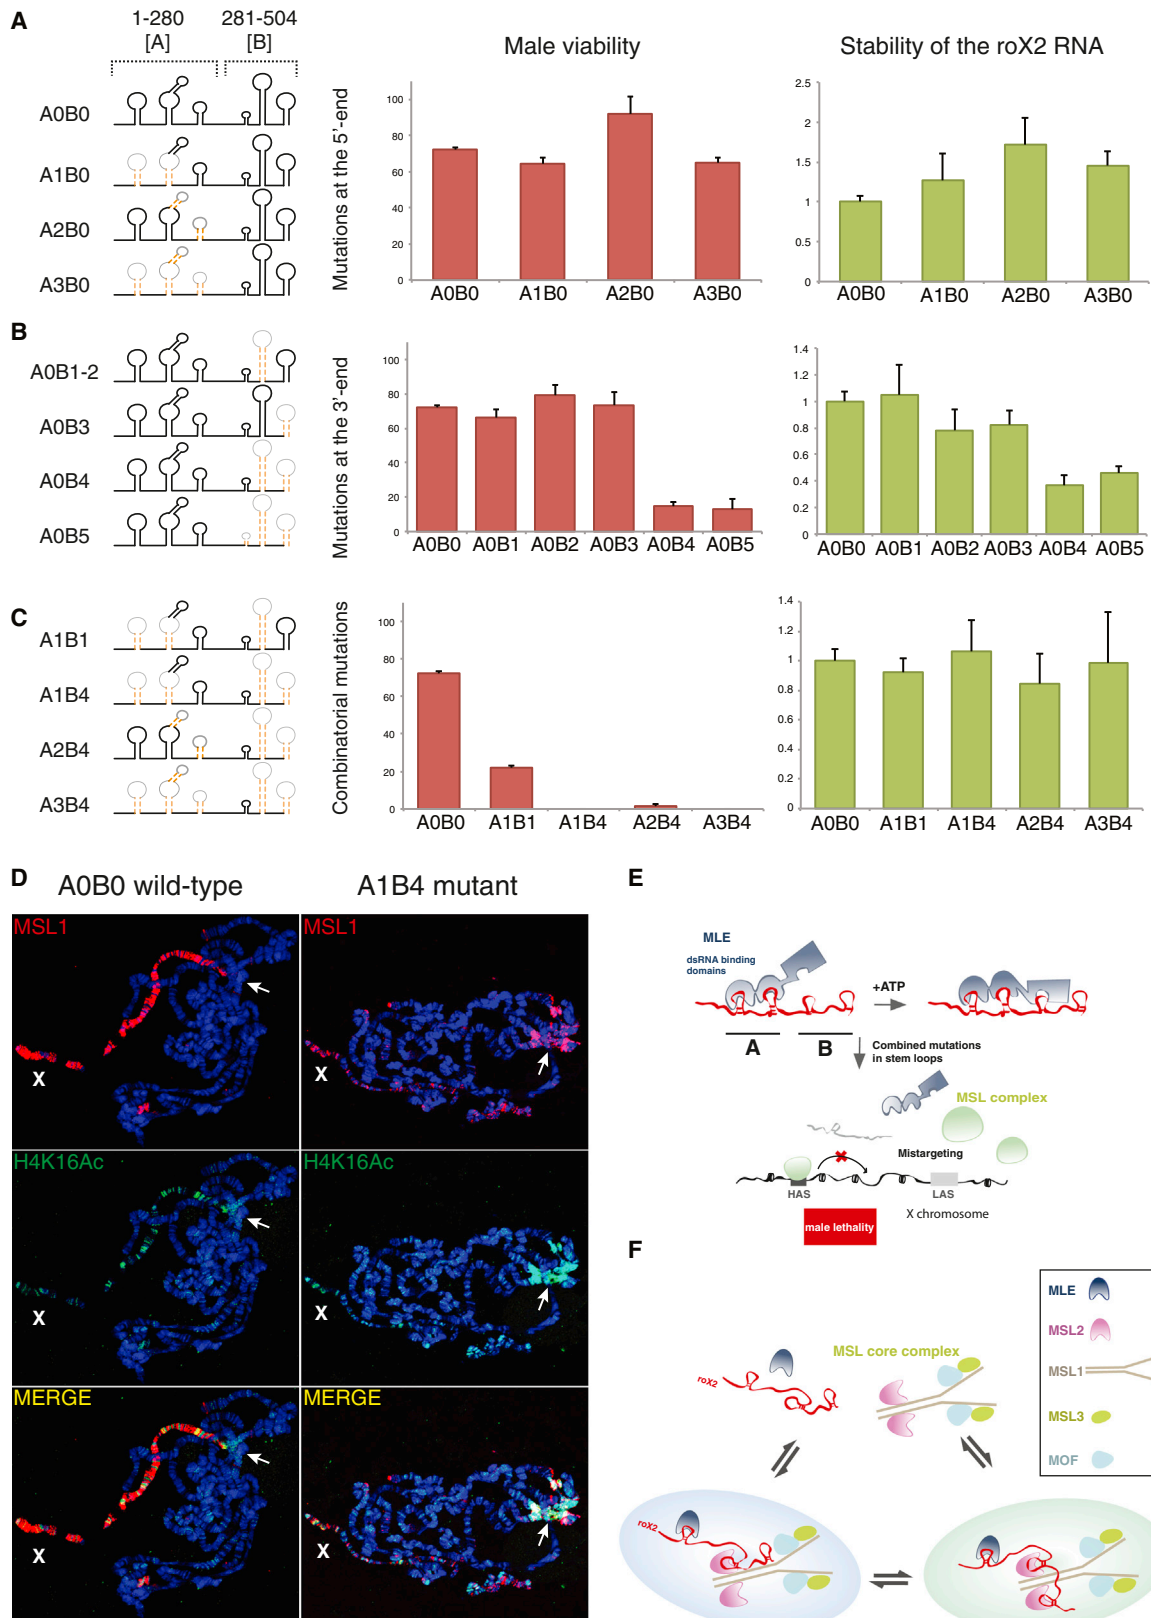 A
1-280
[A]
281-504
[B]
Male viability
Stability of the roX2 RNA
A0B0
A1B0
A2B0
A3B0
Mutations at the 5'-end
100
80
60
40
20
0
A0B0 A1B0 A2B0 A3B0
2.5
2
1.5
1
0.5
0
A0B0 A1B0 A2B0 A3B0
B
A0B1-2
A0B3
A0B4
A0B5
Mutations at the 3'-end
100
80
60
40
20
0
A0B0 A0B1 A0B2 A0B3 A0B4 A0B5
1.4
1.2
1
0.8
0.6
0.4
0.2
0
A0B0 A0B1 A0B2 A0B3 A0B4 A0B5
C
A1B1
A1B4
A2B4
A3B4
Combinatorial mutations
100
80
60
40
20
0
A0B0 A1B1 A1B4 A2B4 A3B4
1.4
1.2
1
0.8
0.6
0.4
0.2
0
A0B0 A1B1 A1B4 A2B4 A3B4
D
A0B0 wild-type
A1B4 mutant
MSL1
X
MSL1
X
H4K16Ac
X
H4K16Ac
X
MERGE
X
MERGE
X
E
MLE
dsRNA binding
domains
+ATP
A
B
Combined mutations
in stem loops
MSL complex
Mistargeting
HAS
LAS
male lethality
X chromosome
F
MLE
MSL2
MSL1
MSL3
MOF
MSL core complex
roX2
roX2